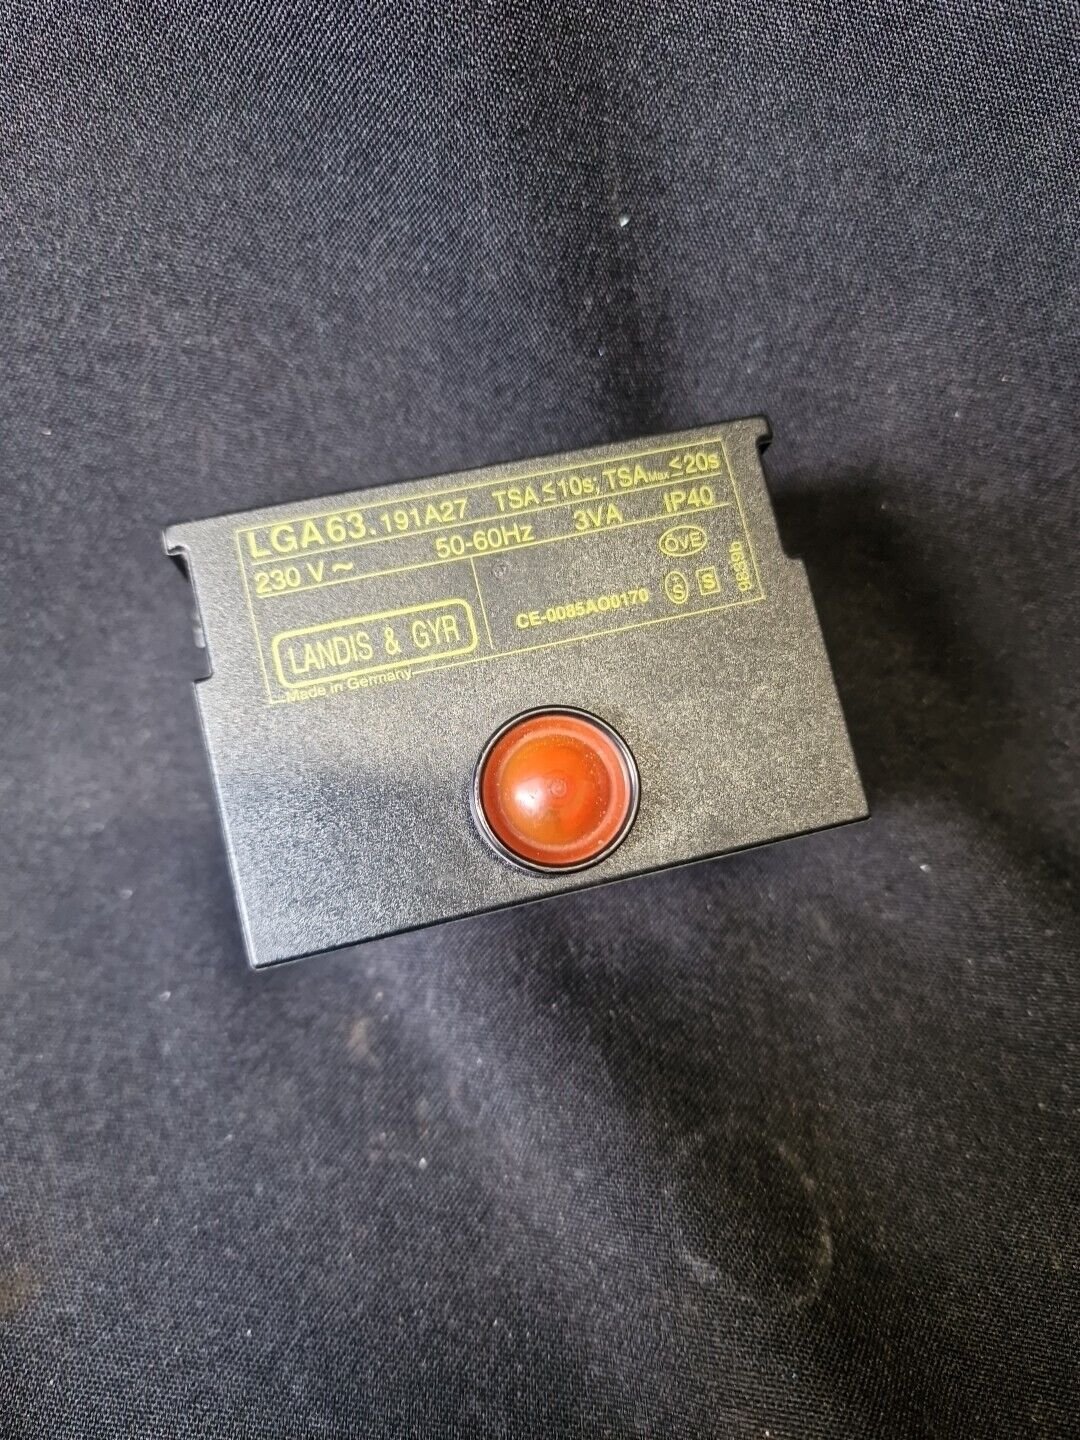 LGA63.191A27 TSA ≤10s; TSAMax ≤20s
230 V ~ 50-60Hz 3VA IP40
ÖVE
CE-0085AO0170 S S 9839b
LANDIS & GYR
Made in Germany